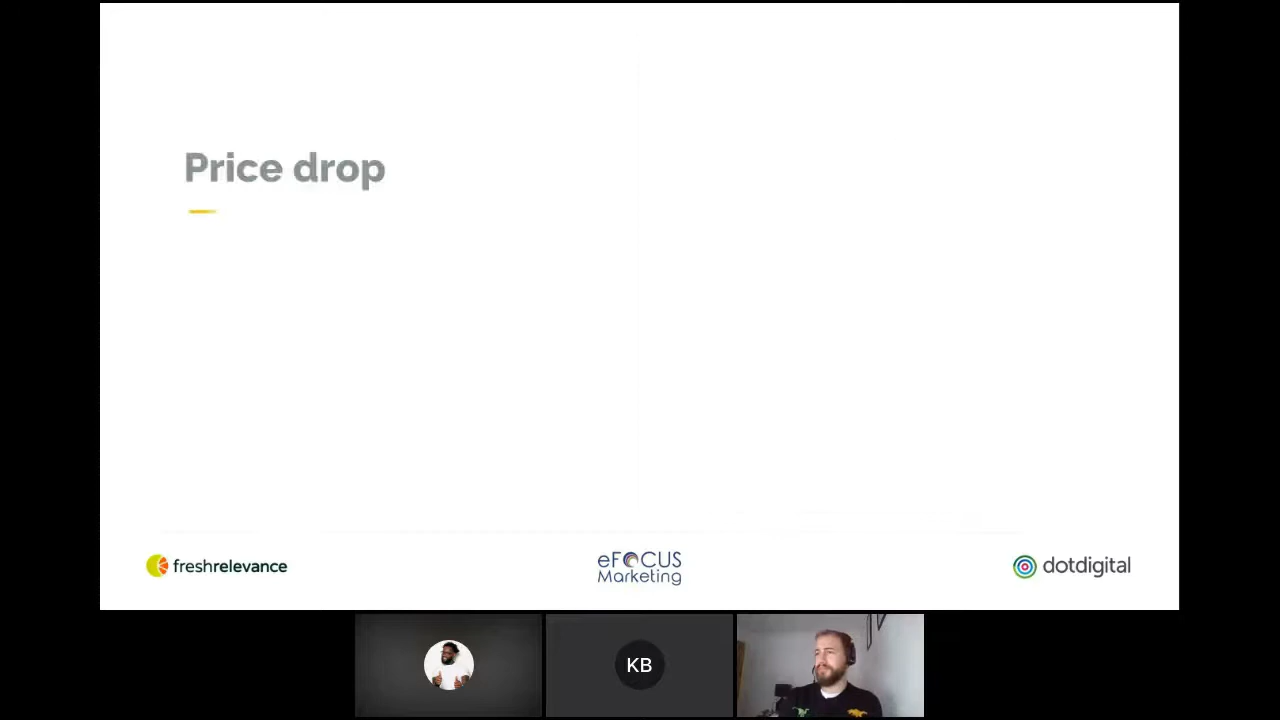 Price drop
freshrelevance
eFOCUS
Marketing
dotdigital
KB